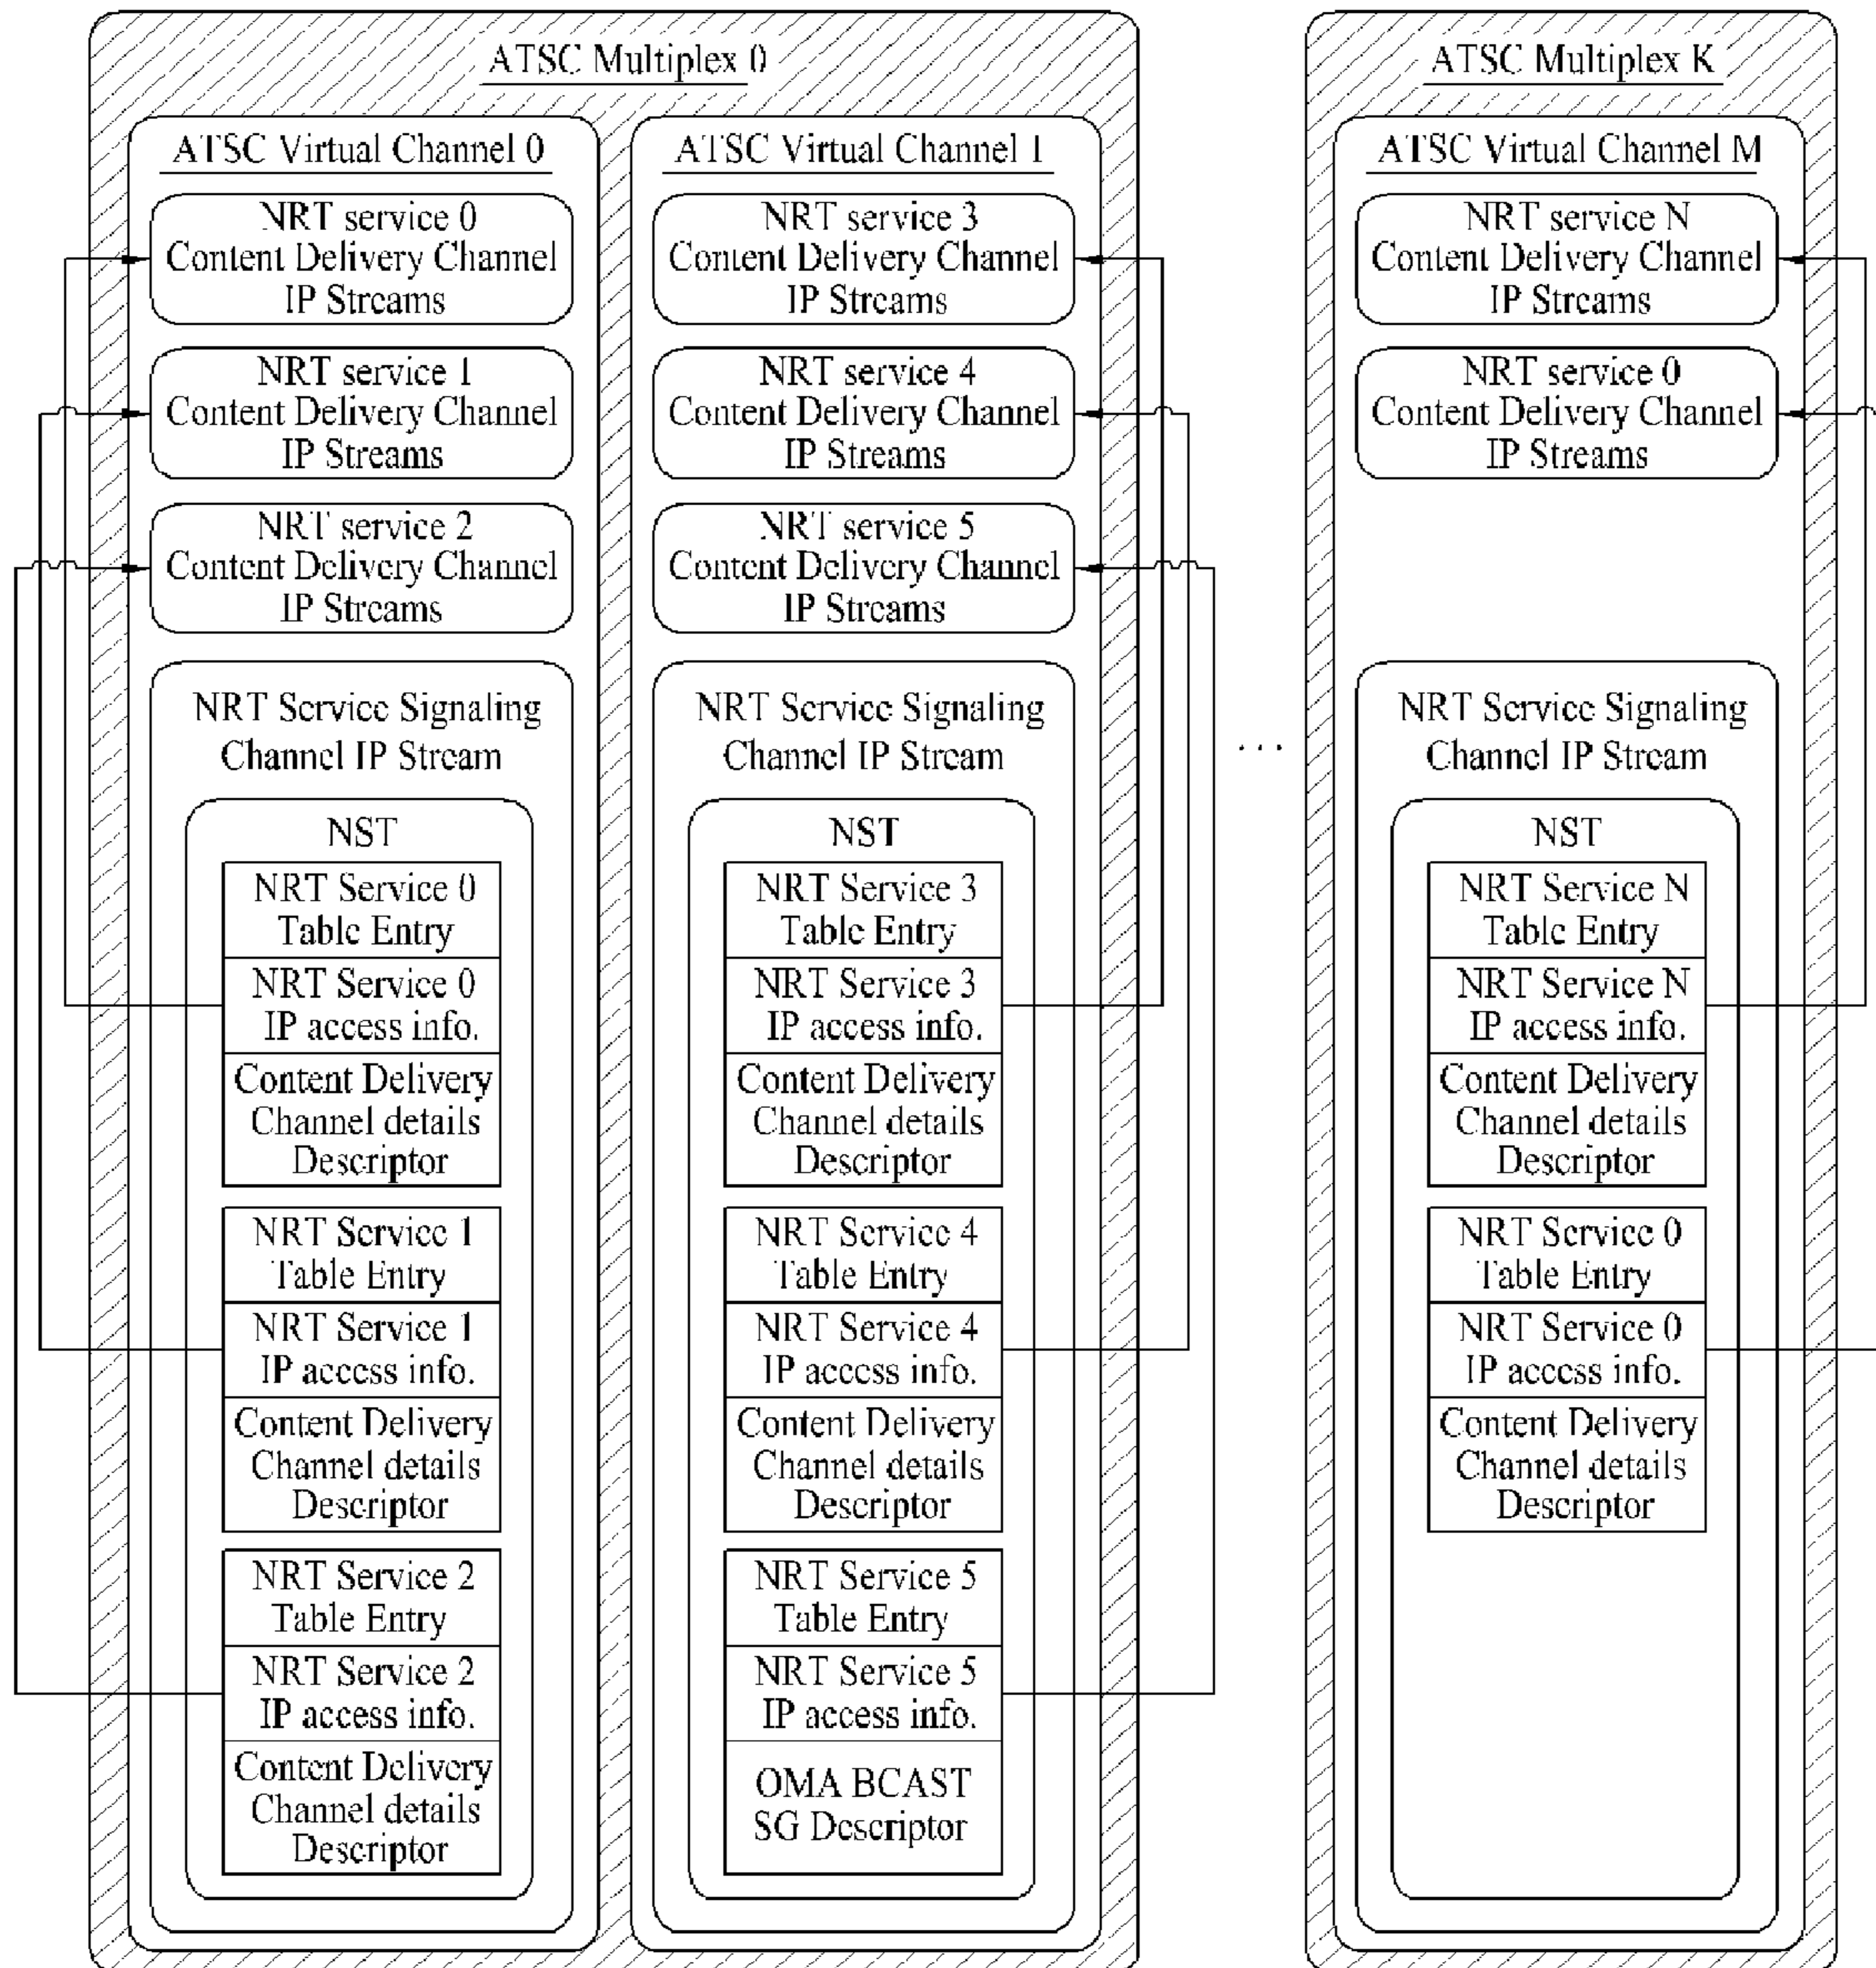 ATSC Multiplex 0
ATSC Virtual Channel 0
NRT service 0
Content Delivery Channel
IP Streams
NRT service 1
Content Delivery Channel
IP Streams
NRT service 2
Content Delivery Channel
IP Streams
NRT Service Signaling
Channel IP Stream
NST
NRT Service 0
Table Entry
NRT Service 0
IP access info.
Content Delivery
Channel details
Descriptor
NRT Service 1
Table Entry
NRT Service 1
IP access info.
Content Delivery
Channel details
Descriptor
NRT Service 2
Table Entry
NRT Service 2
IP access info.
Content Delivery
Channel details
Descriptor
ATSC Virtual Channel 1
NRT service 3
Content Delivery Channel
IP Streams
NRT service 4
Content Delivery Channel
IP Streams
NRT service 5
Content Delivery Channel
IP Streams
NRT Service Signaling
Channel IP Stream
NST
NRT Service 3
Table Entry
NRT Service 3
IP access info.
Content Delivery
Channel details
Descriptor
NRT Service 4
Table Entry
NRT Service 4
IP access info.
Content Delivery
Channel details
Descriptor
NRT Service 5
Table Entry
NRT Service 5
IP access info.
OMA BCAST
SG Descriptor
...
ATSC Multiplex K
ATSC Virtual Channel M
NRT service N
Content Delivery Channel
IP Streams
NRT service 0
Content Delivery Channel
IP Streams
NRT Service Signaling
Channel IP Stream
NST
NRT Service N
Table Entry
NRT Service N
IP access info.
Content Delivery
Channel details
Descriptor
NRT Service 0
Table Entry
NRT Service 0
IP access info.
Content Delivery
Channel details
Descriptor